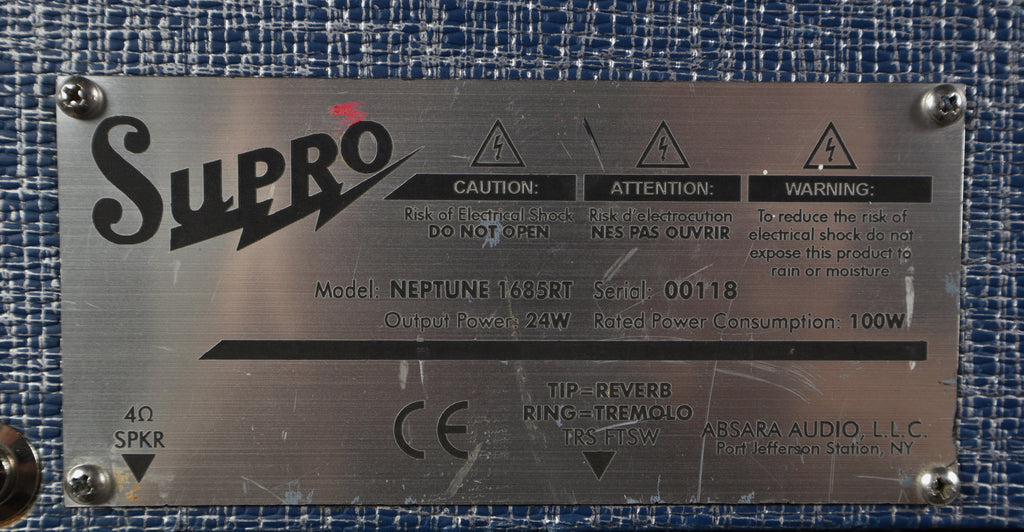 SUPRO
CAUTION:
Risk of Electrical Shock
DO NOT OPEN
ATTENTION:
Risk d'electrocution
NES PAS OUVRIR
WARNING:
To reduce the risk of
electrical shock do not
expose this product to
rain or moisture
Model: NEPTUNE 1685RT Serial: 00118
Output Power: 24W Rated Power Consumption: 100W
4Ω
SPKR
CE
TIP=REVERB
RING=TREMOLO
TRS FTSW
ABSARA AUDIO, L.L.C.
Port Jefferson Station, NY